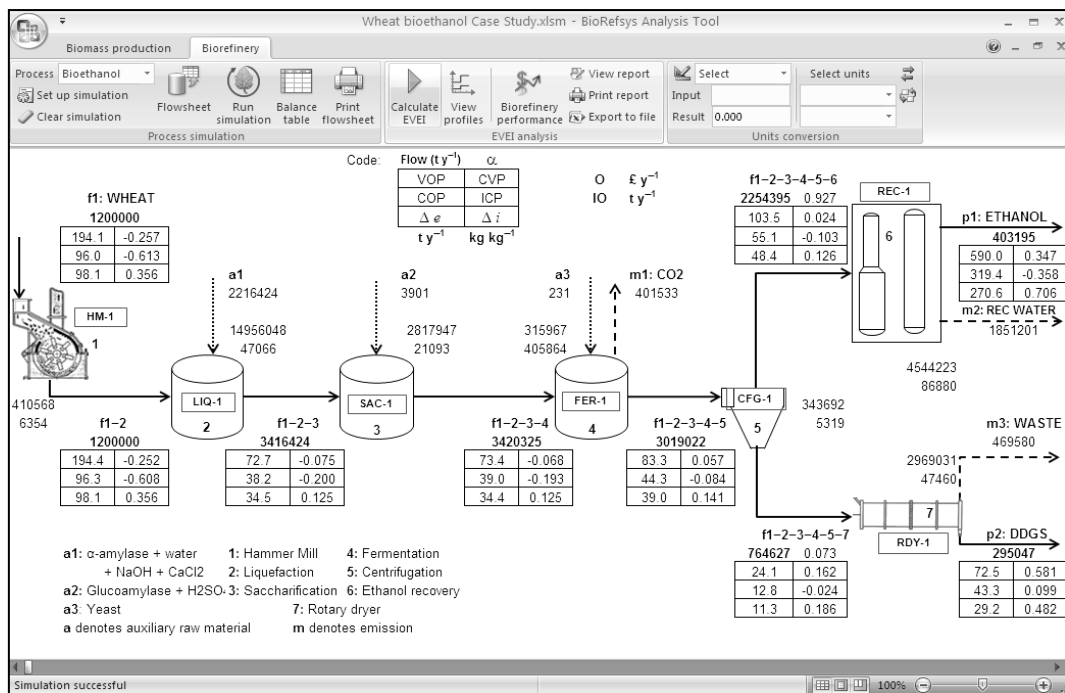 Wheat bioethanol Case Study.xlsm - BioRefsys Analysis Tool
Biomass production Biorefinery
Process Bioethanol
Set up simulation
Clear simulation
Flowsheet
Run simulation
Balance table
Print flowsheet
Process simulation
Calculate EVEI
View profiles
Biorefinery performance
View report
Print report
Export to file
EVEI analysis
Select
Input
Result 0.000
Select units
Units conversion
Code: Flow (t y⁻¹) α
VOP CVP
COP ICP
Δ e Δ i
t y⁻¹ kg kg⁻¹
O £ y⁻¹
IO t y⁻¹
f1: WHEAT
1200000
194.1 -0.257
96.0 -0.613
98.1 0.356
HM-1
1
410568
6354
f1-2
1200000
194.4 -0.252
96.3 -0.608
98.1 0.356
a1
2216424
14956048
47066
LIQ-1
2
f1-2-3
3416424
72.7 -0.075
38.2 -0.200
34.5 0.125
a2
3901
2817947
21093
SAC-1
3
f1-2-3-4
3420325
73.4 -0.068
39.0 -0.193
34.4 0.125
a3
231
m1: CO2
401533
315967
405864
FER-1
4
f1-2-3-4-5
3019022
83.3 0.057
44.3 -0.084
39.0 0.141
CFG-1
5
343692
5319
f1-2-3-4-5-6
2254395 0.927
103.5 0.024
55.1 -0.103
48.4 0.126
REC-1
6
p1: ETHANOL
403195
590.0 0.347
319.4 -0.358
270.6 0.706
m2: REC WATER
1851201
4544223
86880
m3: WASTE
469580
2969031
47460
7
RDY-1
f1-2-3-4-5-7
764627 0.073
24.1 0.162
12.8 -0.024
11.3 0.186
p2: DDGS
295047
72.5 0.581
43.3 0.099
29.2 0.482
a1: α-amylase + water 1: Hammer Mill 4: Fermentation
+ NaOH + CaCl2 2: Liquefaction 5: Centrifugation
a2: Glucoamylase + H2SO 3: Saccharification 6: Ethanol recovery
a3: Yeast 7: Rotary dryer
a denotes auxiliary raw material m denotes emission
Simulation successful
100%